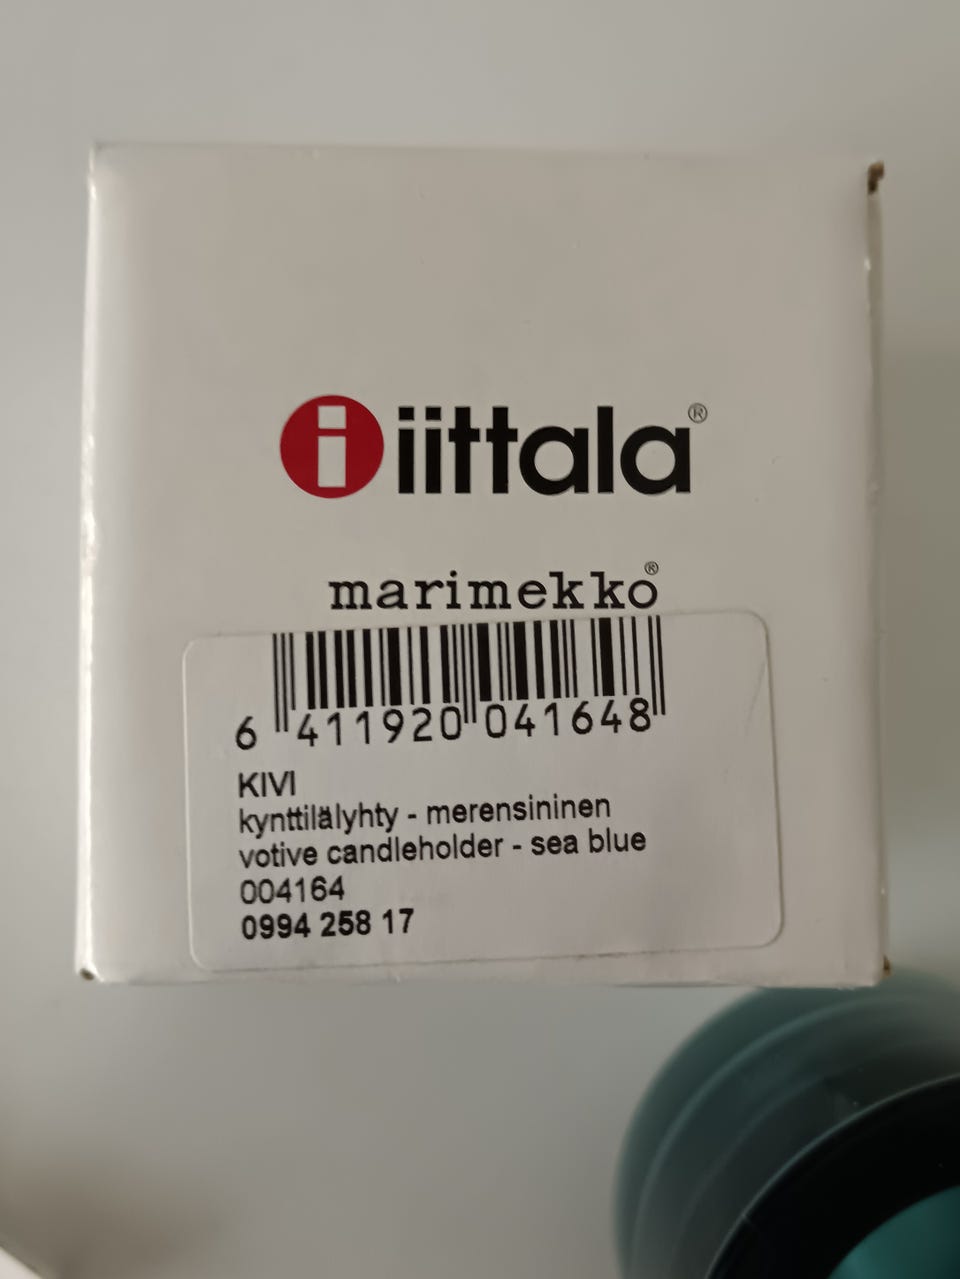 iittala®
marimekko®
6 411920 041648
KIVI
kynttilälyhty - merensininen
votive candleholder - sea blue
004164
0994 258 17